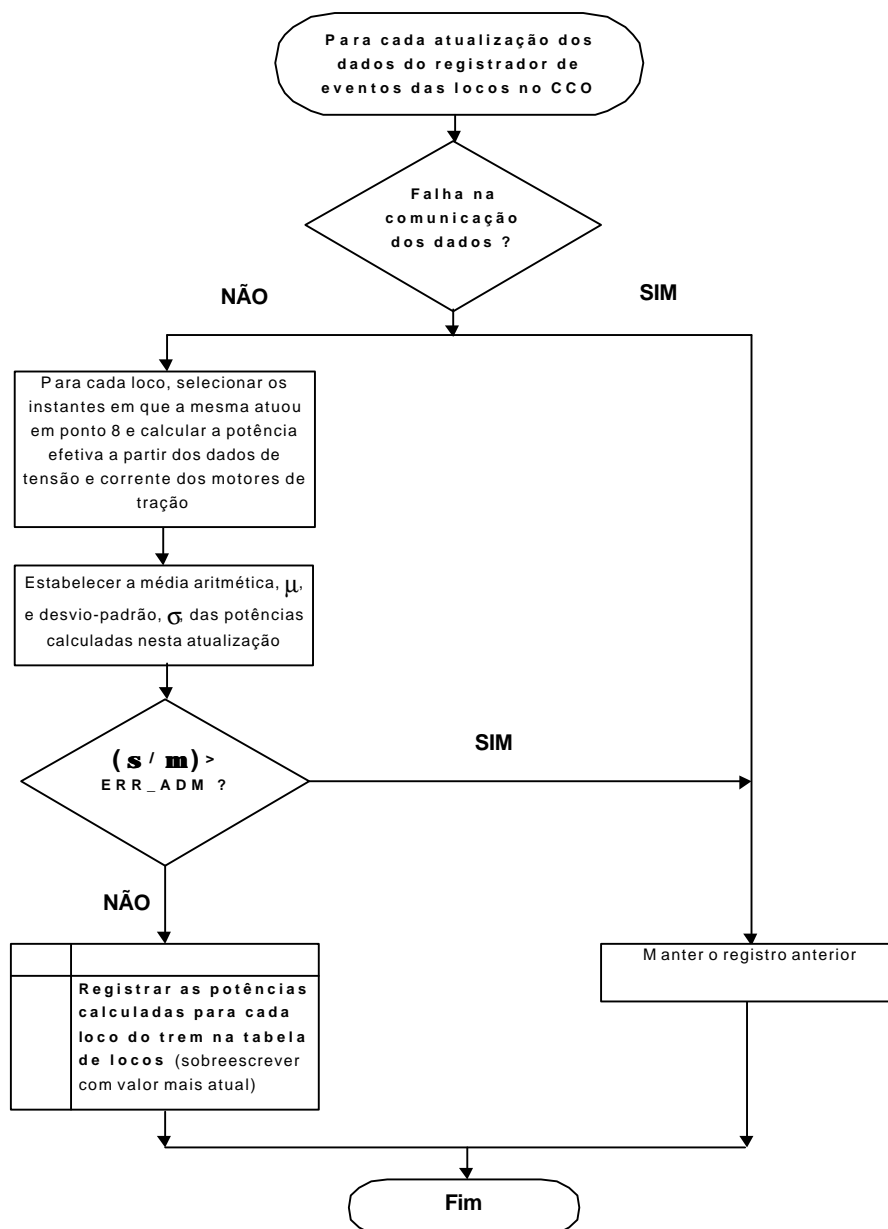 Para cada atualização dos
dados do registrador de
eventos das locos no CCO
Falha na
comunicação
dos dados ?
NÃO
SIM
Para cada loco, selecionar os
instantes em que a mesma atuou
em ponto 8 e calcular a potência
efetiva a partir dos dados de
tensão e corrente dos motores de
tração
Estabelecer a média aritmética, μ,
e desvio-padrão, σ, das potências
calculadas nesta atualização
(s / m) >
ERR_ADM ?
SIM
NÃO
Registrar as potências
calculadas para cada
loco do trem na tabela
de locos (sobreescrever
com valor mais atual)
Manter o registro anterior
Fim